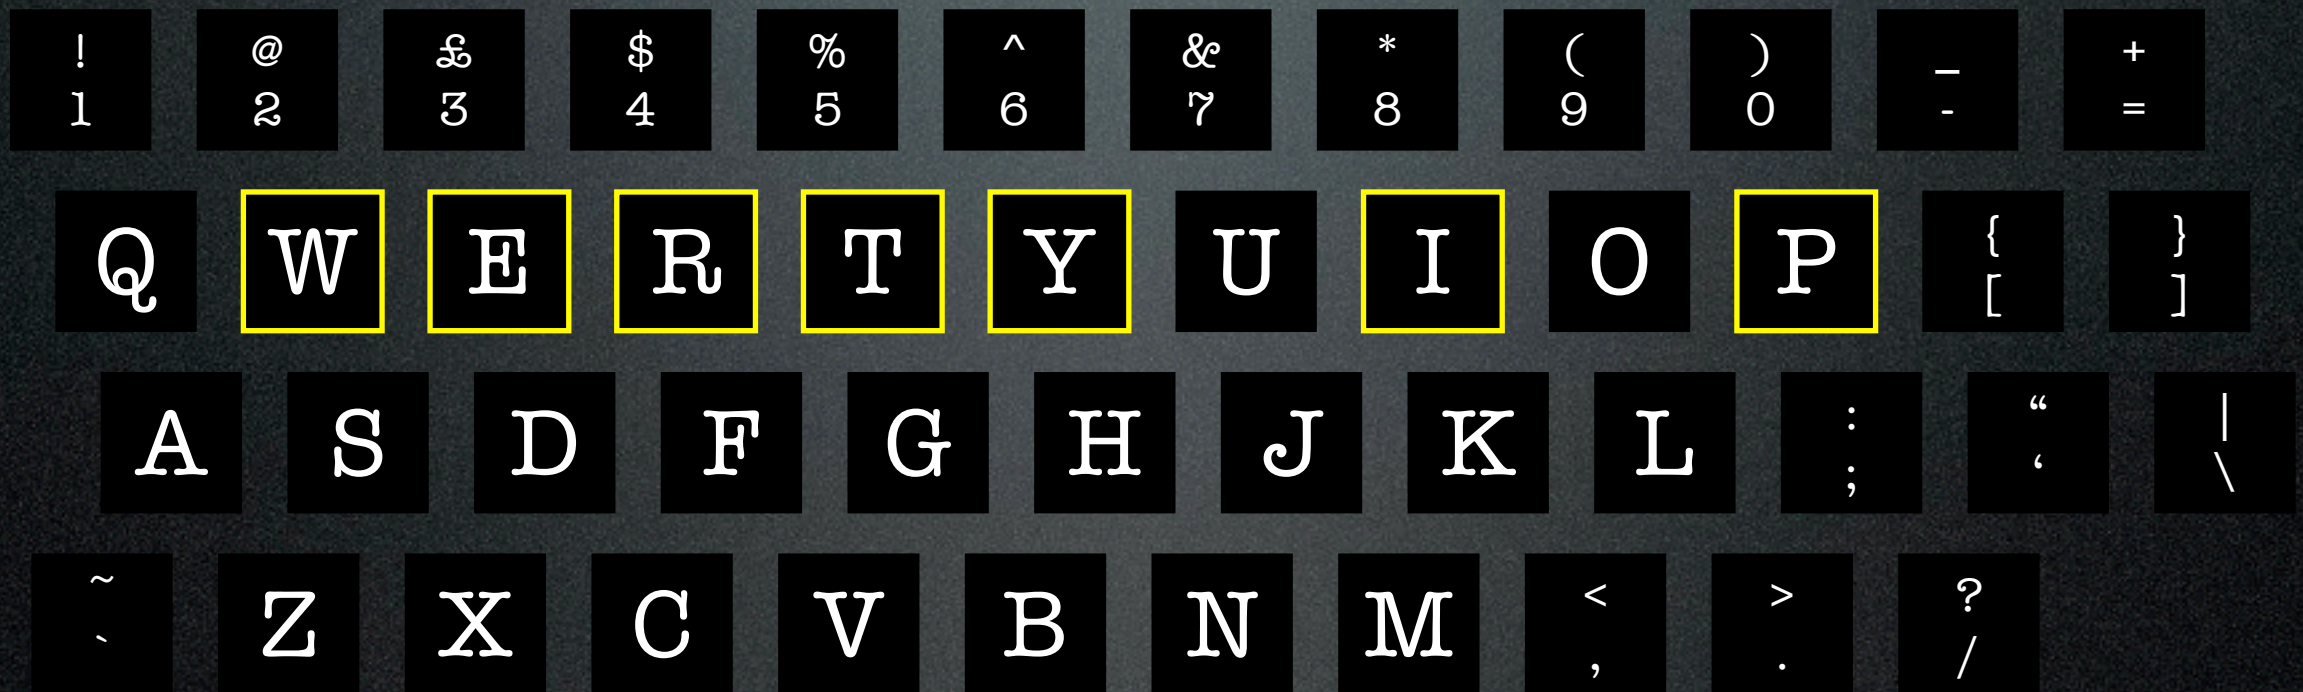 ! @ £ $ % ^ & * ( ) _ +
1 2 3 4 5 6 7 8 9 0 - =
Q W E R T Y U I O P { }
[ ]
A S D F G H J K L : “ |
; ‘ \
~ Z X C V B N M < > ?
` , . /